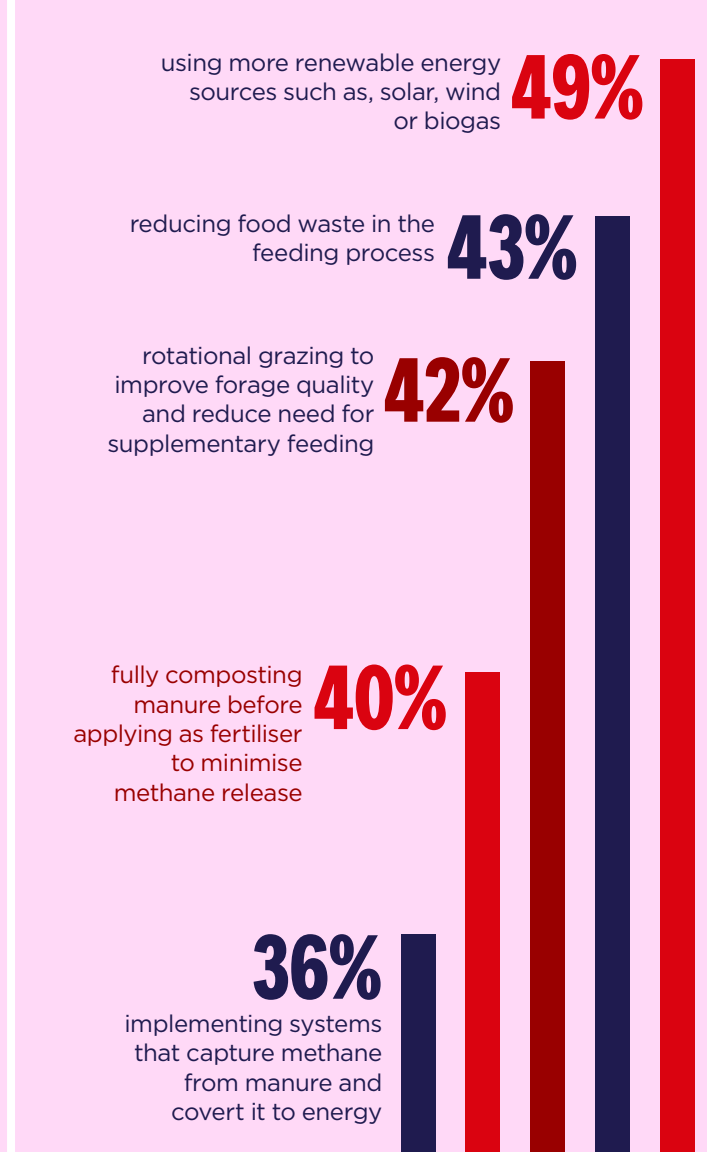 using more renewable energy
sources such as, solar, wind
or biogas
49%
reducing food waste in the
feeding process
43%
rotational grazing to
improve forage quality
and reduce need for
supplementary feeding
42%
fully composting
manure before
applying as fertiliser
to minimise
methane release
40%
36%
implementing systems
that capture methane
from manure and
covert it to energy